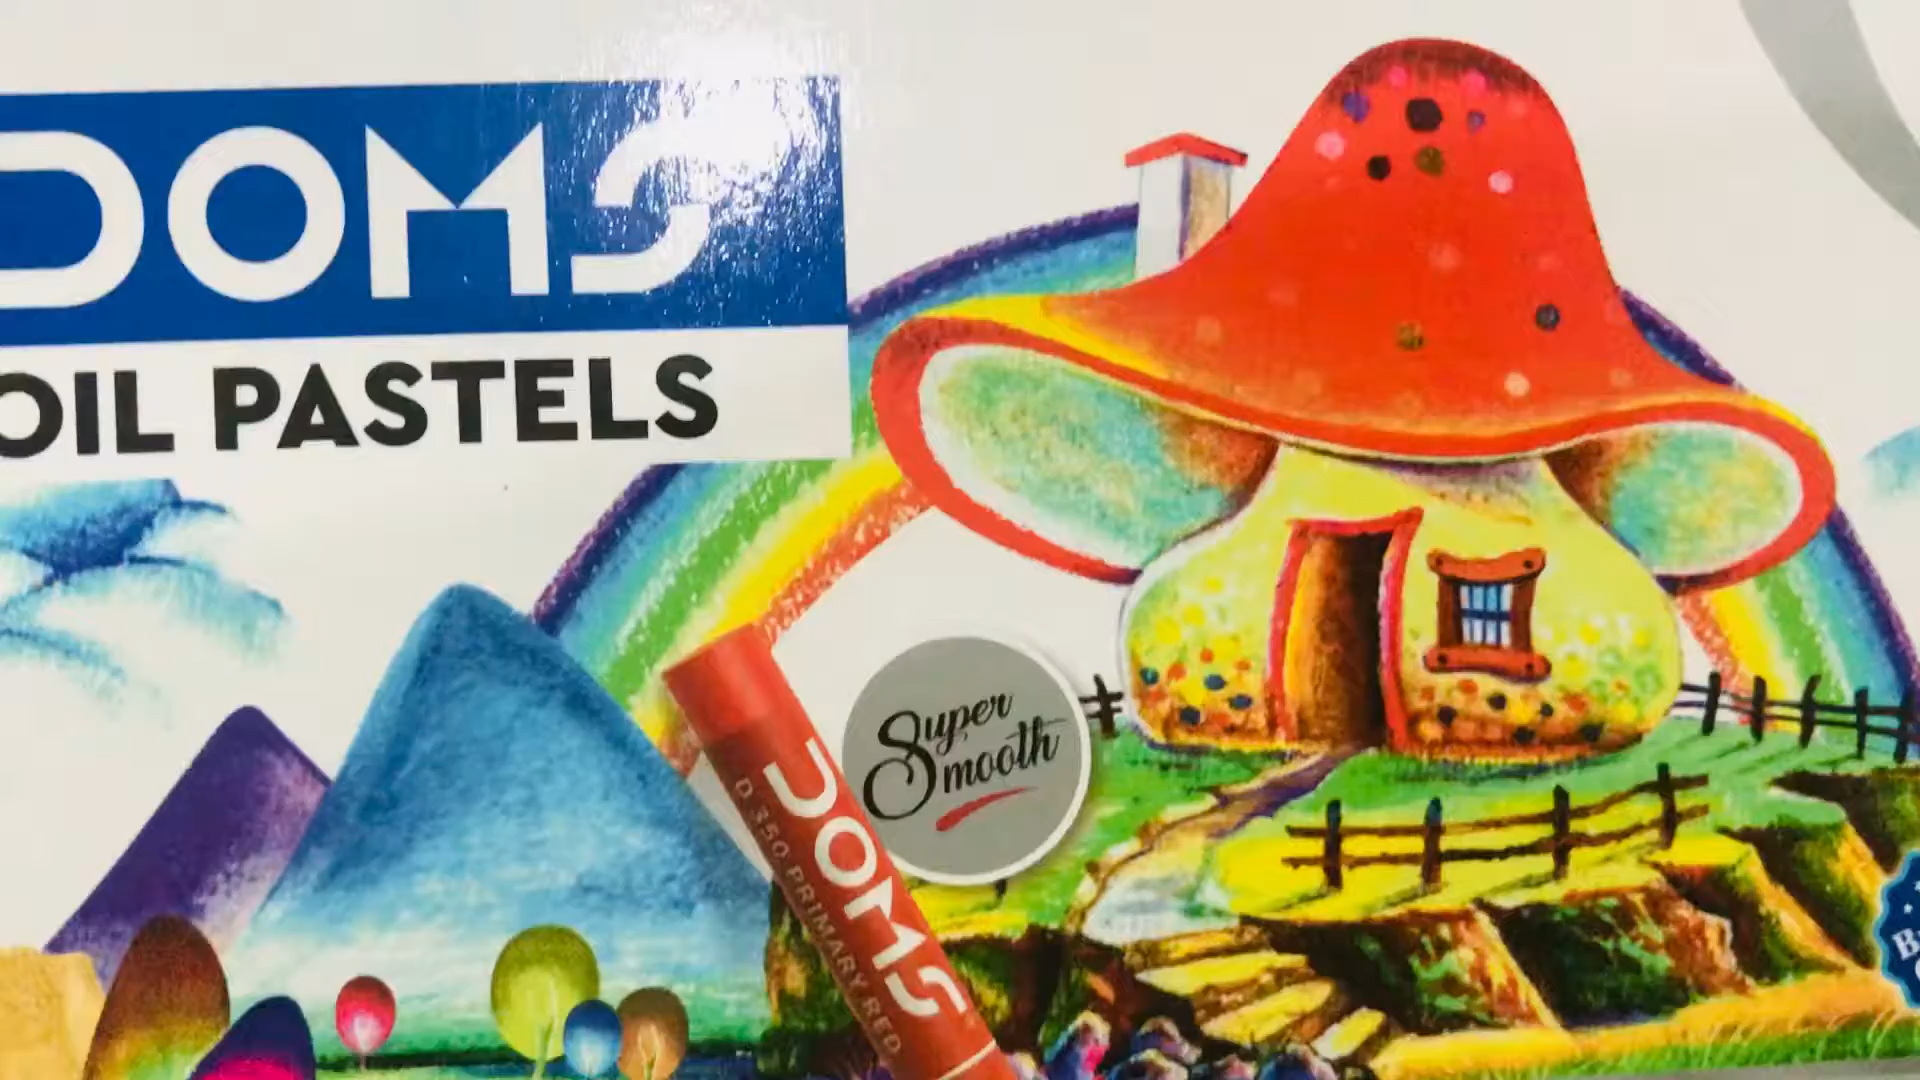 DOMS
OIL PASTELS
Super
Smooth
DOMS
D 350 PRIMARY RED